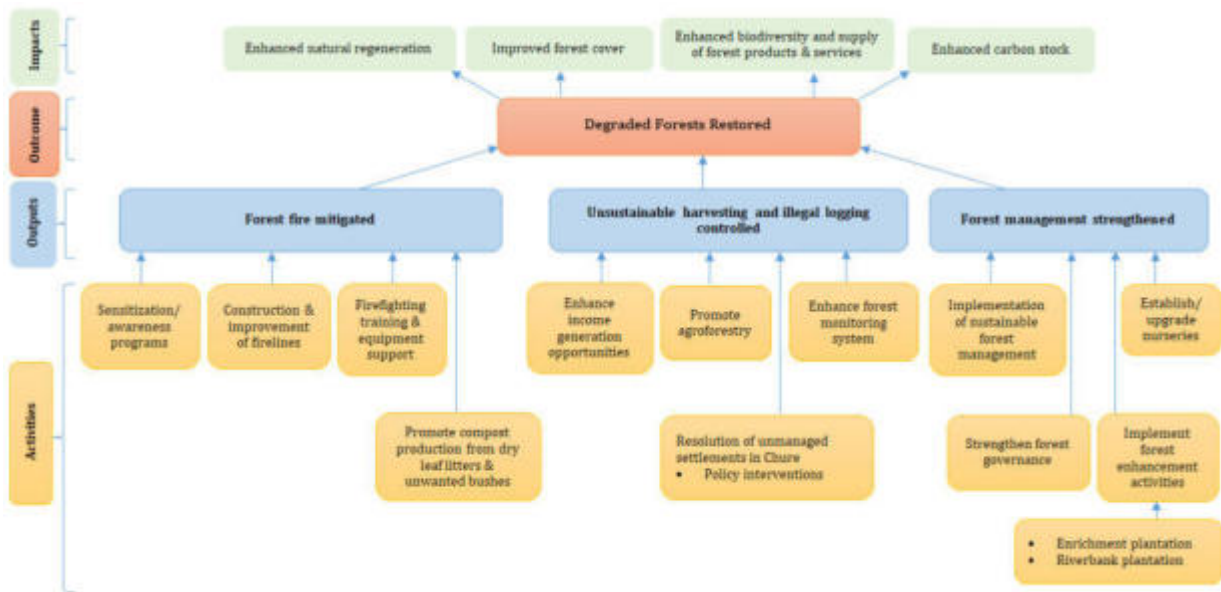 Impacts
Enhanced natural regeneration
Improved forest cover
Enhanced biodiversity and supply
of forest products & services
Enhanced carbon stock
Outcome
Degraded Forests Restored
Outputs
Forest fire mitigated
Unsustainable harvesting and illegal logging
controlled
Forest management strengthened
Activities
Sensitization/
awareness
programs
Construction &
improvement
of firelines
Firefighting
training &
equipment
support
Enhance
income
generation
opportunities
Promote
agroforestry
Enhance forest
monitoring
system
Implementation
of sustainable
forest
management
Establish/
upgrade
nurseries
Promote compost
production from dry
leaf litters &
unwanted bushes
Resolution of unmanaged
settlements in Chure
• Policy interventions
Strengthen forest
governance
Implement
forest
enhancement
activities
• Enrichment plantation
• Riverbank plantation